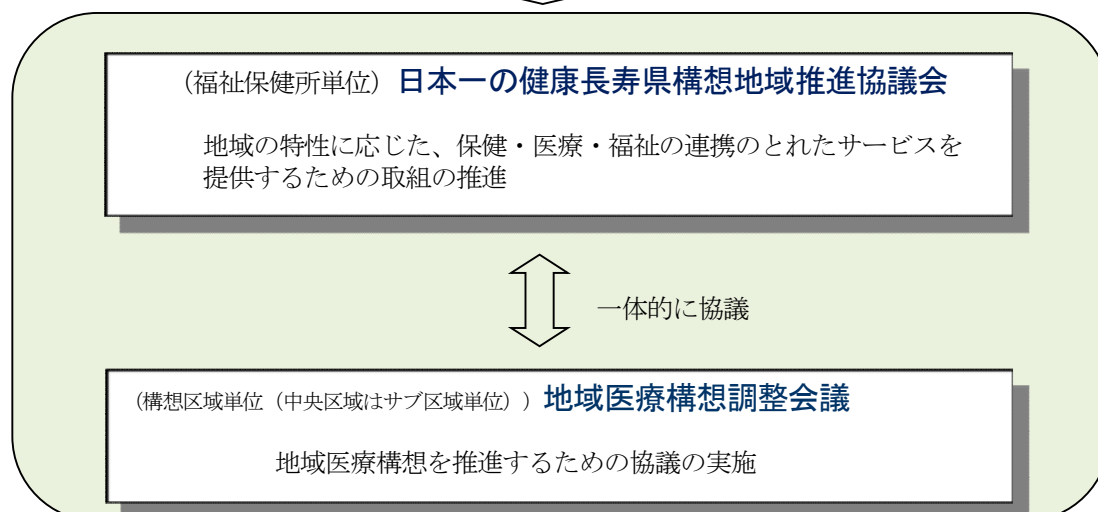 （福祉保健所単位）日本一の健康長寿県構想地域推進協議会
地域の特性に応じた、保健・医療・福祉の連携のとれたサービスを
提供するための取組の推進
一体的に協議
（構想区域単位（中央区域はサブ区域単位））地域医療構想調整会議
地域医療構想を推進するための協議の実施